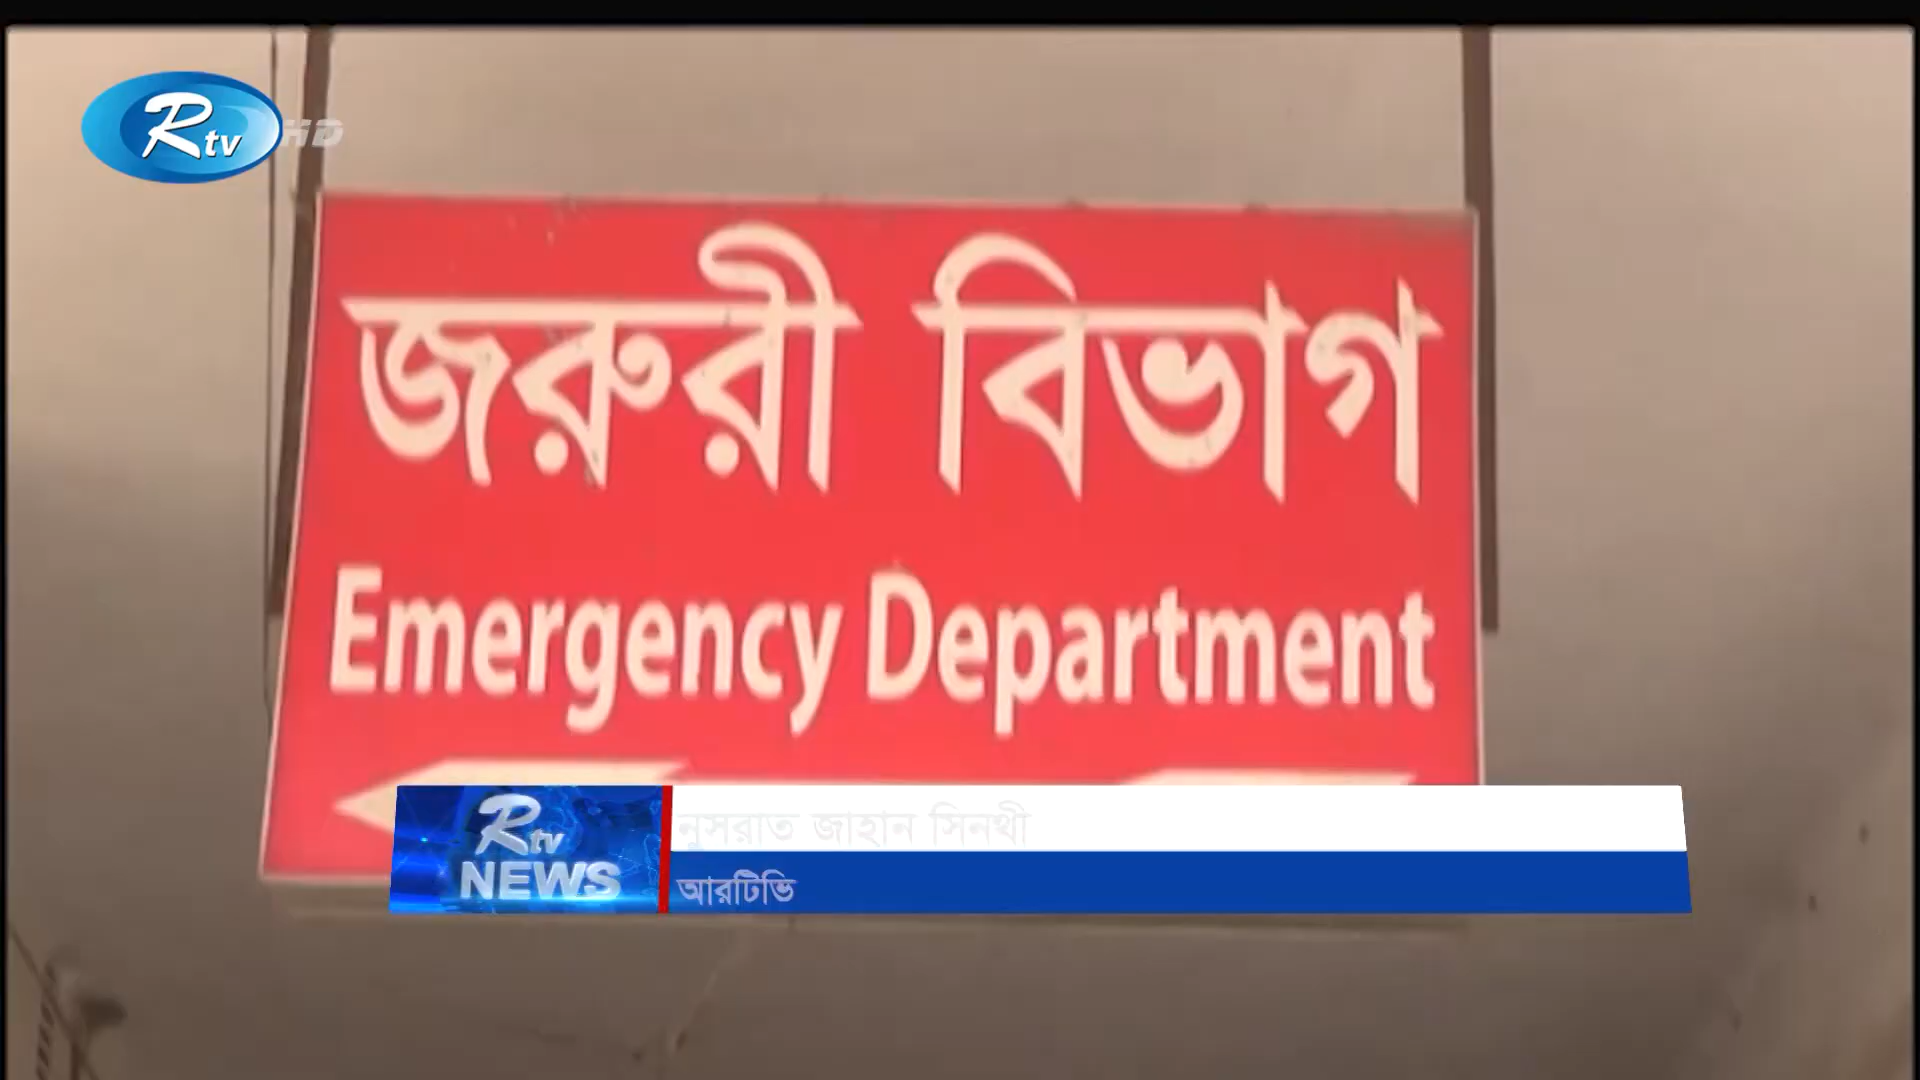 Rtv HD
জরুরী বিভাগ
Emergency Department
Rtv
NEWS
নুসরাত জাহান সিনথী
আরটিভি